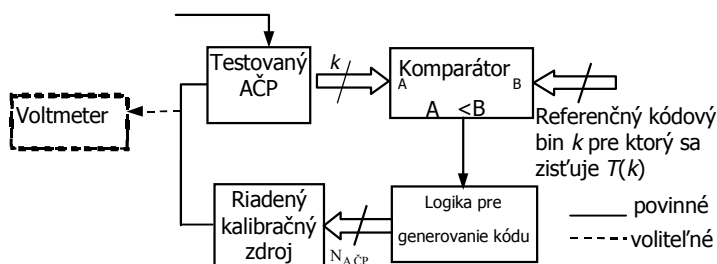 Testovaný
AČP
k
Komparátor
A
B
A <B
Voltmeter
Referenčný kódový
bin k pre ktorý sa
zisťuje T(k)
Riadený
kalibračný
zdroj
N AČP
Logika pre
generovanie kódu
povinné
voliteľné